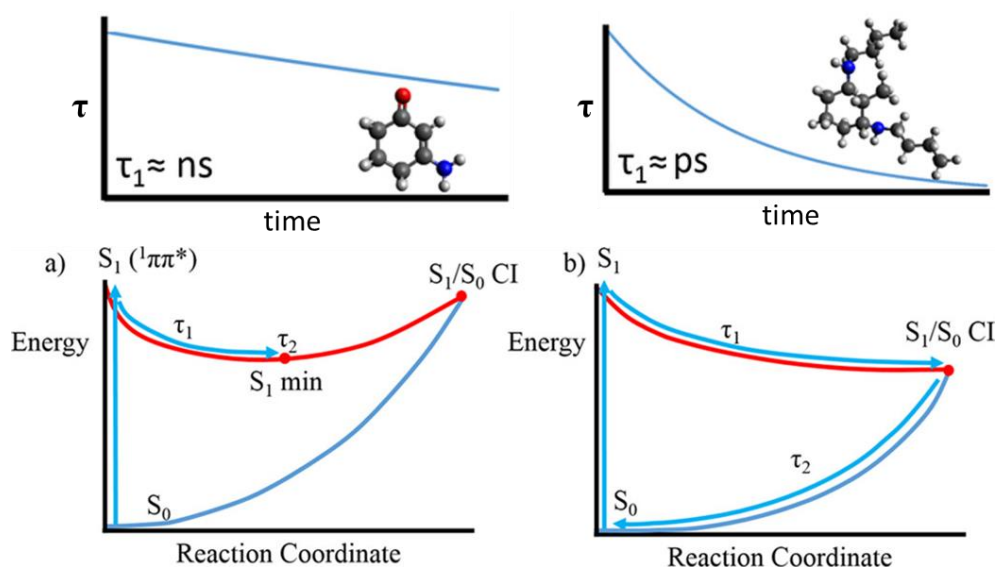 τ
τ₁ ≈ ns
time
τ
τ₁ ≈ ps
time
a)
S₁ (¹ππ*)
S₁/S₀ CI
Energy
τ₁
τ₂
S₁ min
S₀
Reaction Coordinate
b)
S₁
Energy
τ₁
S₁/S₀ CI
τ₂
S₀
Reaction Coordinate